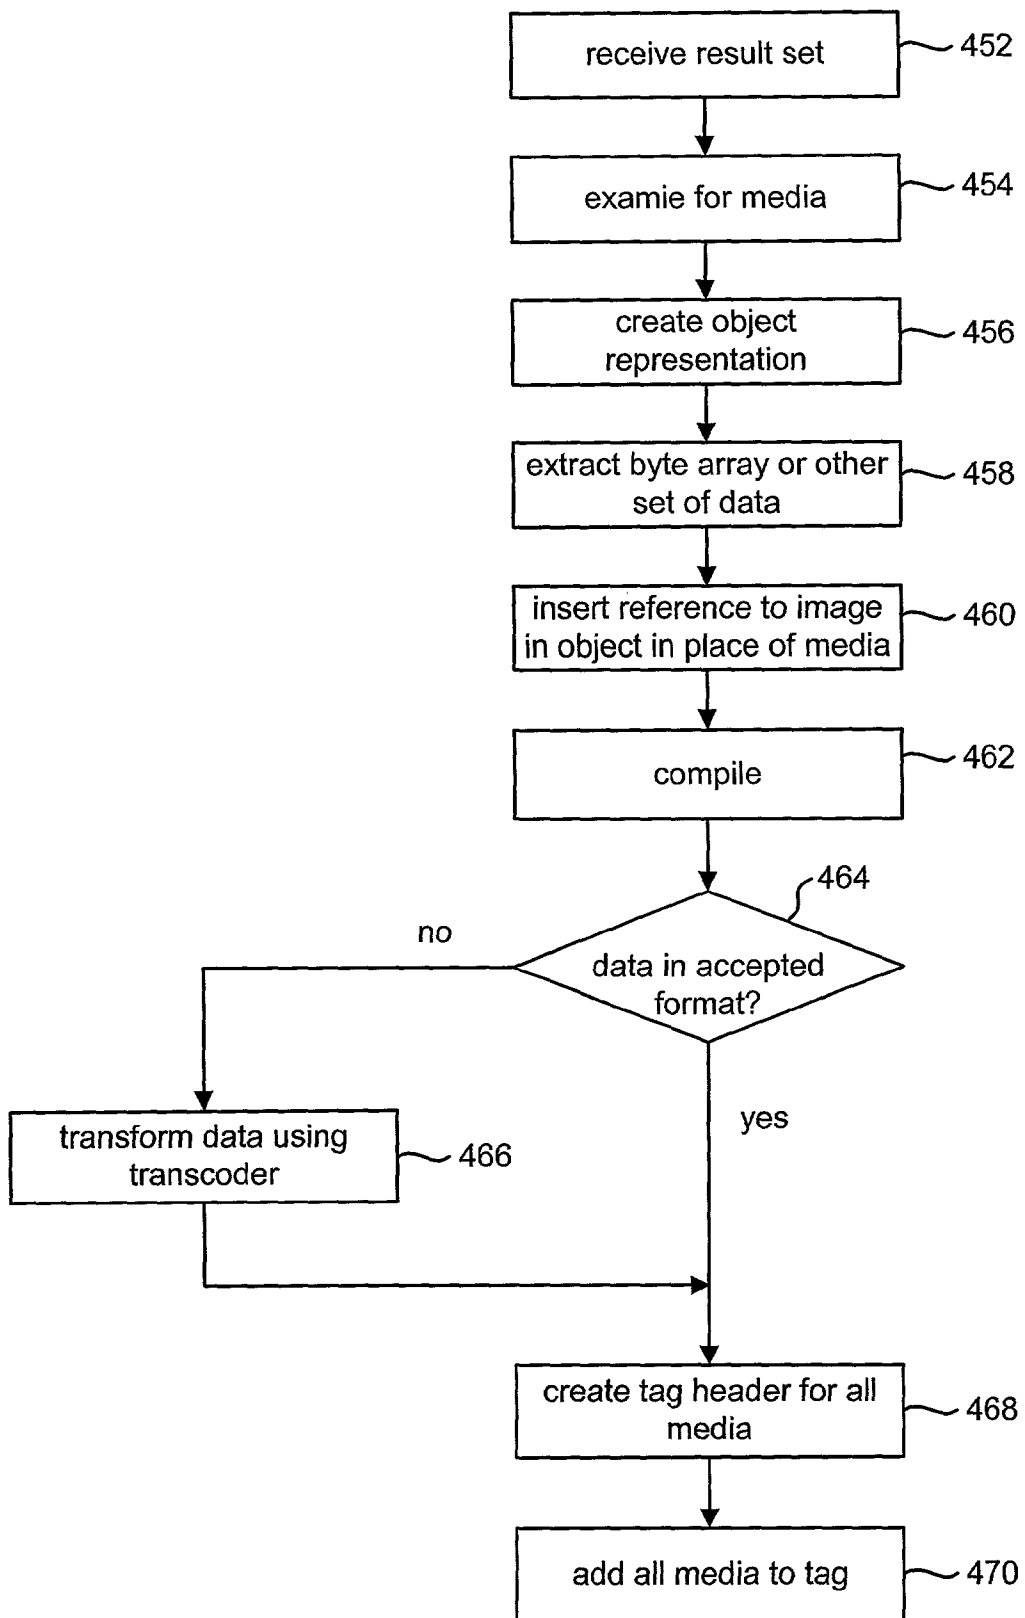 receive result set
452
examie for media
454
create object
representation
456
extract byte array or other
set of data
458
insert reference to image
in object in place of media
460
compile
462
464
no
data in accepted
format?
yes
transform data using
transcoder
466
create tag header for all
media
468
add all media to tag
470